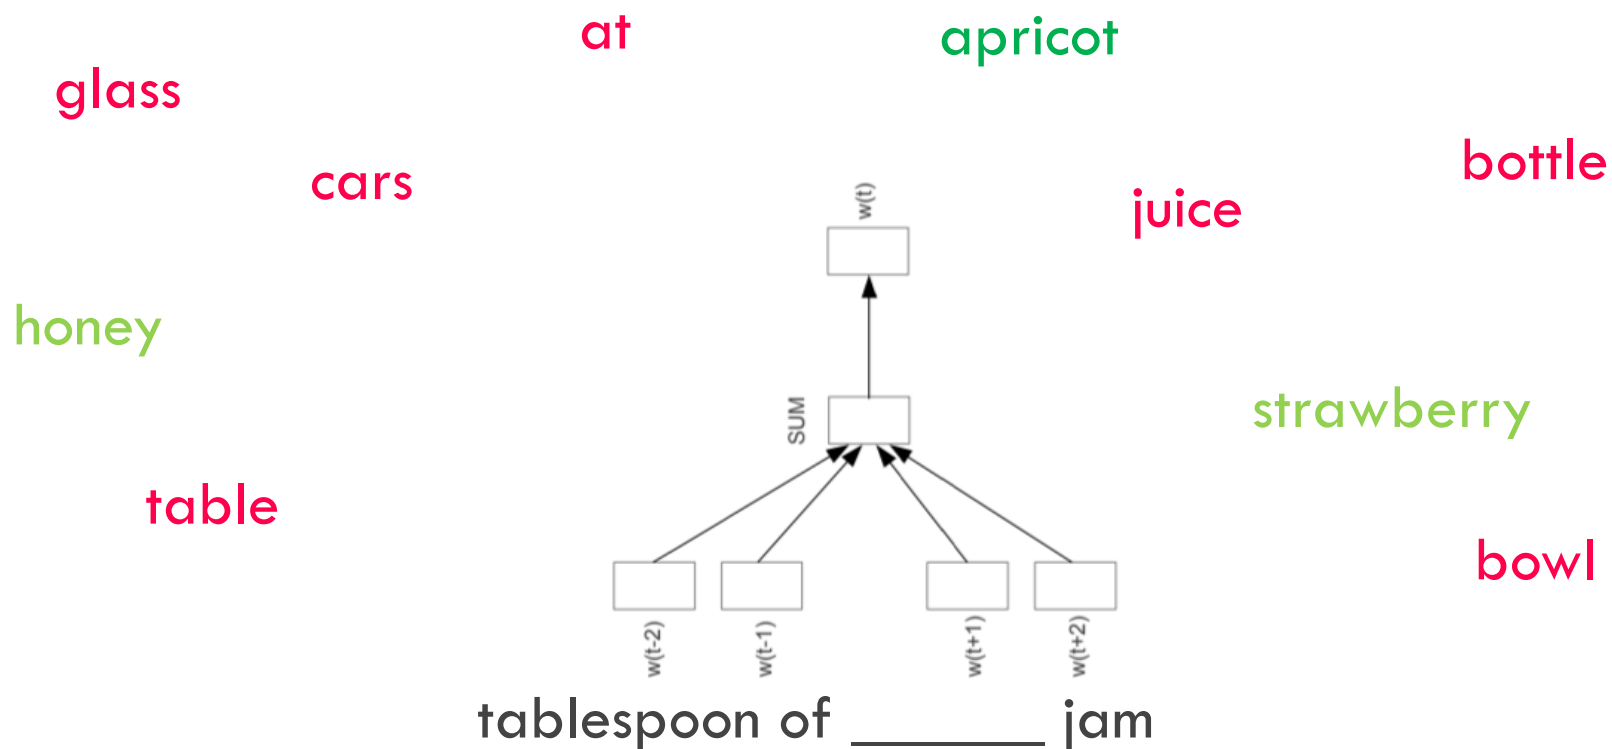 at
apricot
glass
bottle
cars
juice
w(t)
honey
SUM
strawberry
table
bowl
w(t-2)
w(t-1)
w(t+1)
w(t+2)
tablespoon of ______ jam